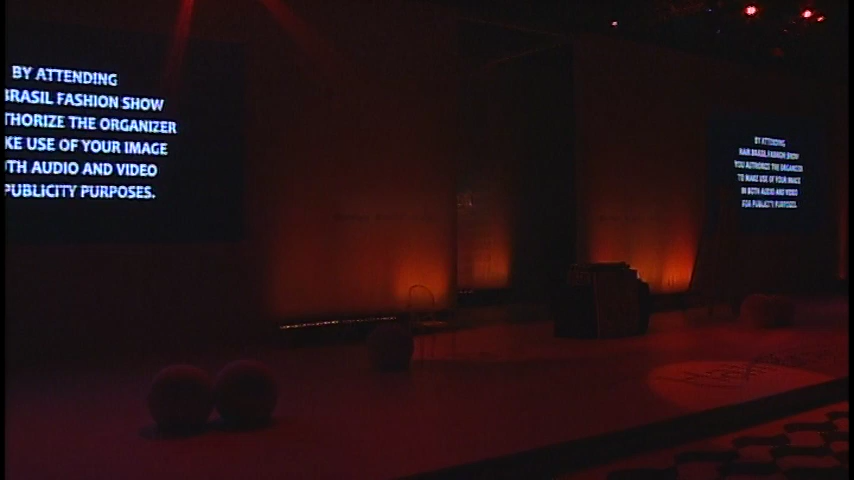 BY ATTENDING
BRASIL FASHION SHOW
THORIZE THE ORGANIZER
KE USE OF YOUR IMAGE
OTH AUDIO AND VIDEO
PUBLICITY PURPOSES.
BY ATTENDING
HAIR BRASIL FASHION SHOW
YOU AUTHORIZE THE ORGANIZER
TO MAKE USE OF YOUR IMAGE
IN BOTH AUDIO AND VIDEO
FOR PUBLICITY PURPOSES.